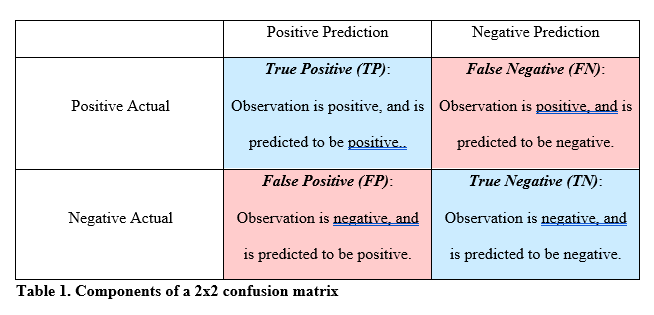 Positive Prediction
Negative Prediction
Positive Actual
True Positive (TP):
Observation is positive, and is
predicted to be positive..
False Negative (FN):
Observation is positive, and is
predicted to be negative.
Negative Actual
False Positive (FP):
Observation is negative, and
is predicted to be positive.
True Negative (TN):
Observation is negative, and
is predicted to be negative.
Table 1. Components of a 2x2 confusion matrix